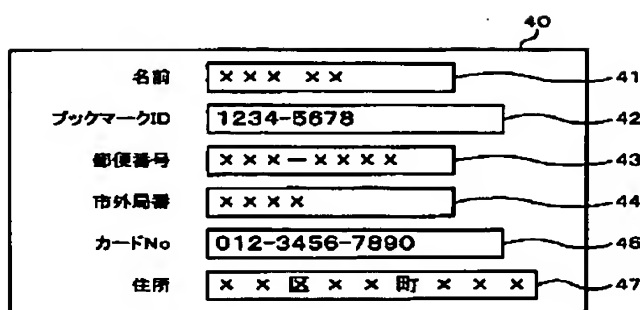 40
名前 ××× ×× 41
ブックマークID 1234-5678 42
郵便番号 ×××-×××× 43
市外局番 ×××× 44
カードNo 012-3456-7890 46
住所 ××区××町××× 47